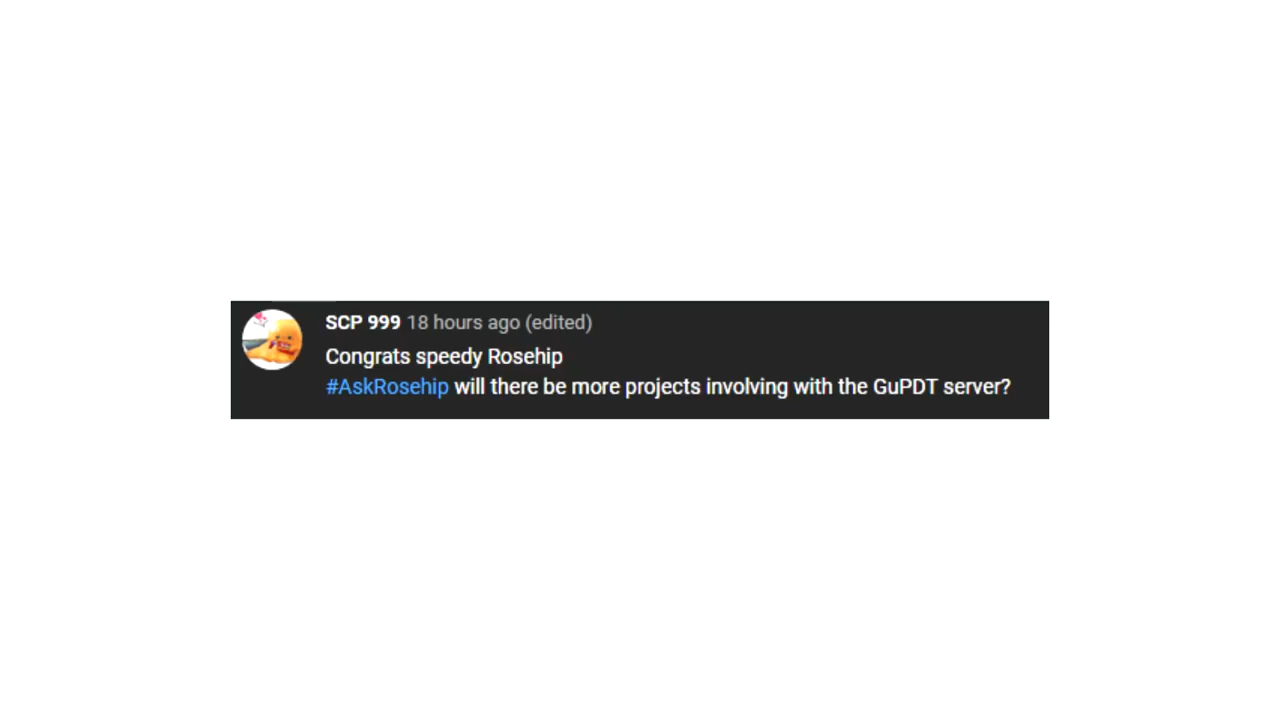 SCP 999 18 hours ago (edited)
Congrats speedy Rosehip
#AskRosehip will there be more projects involving with the GuPDT server?